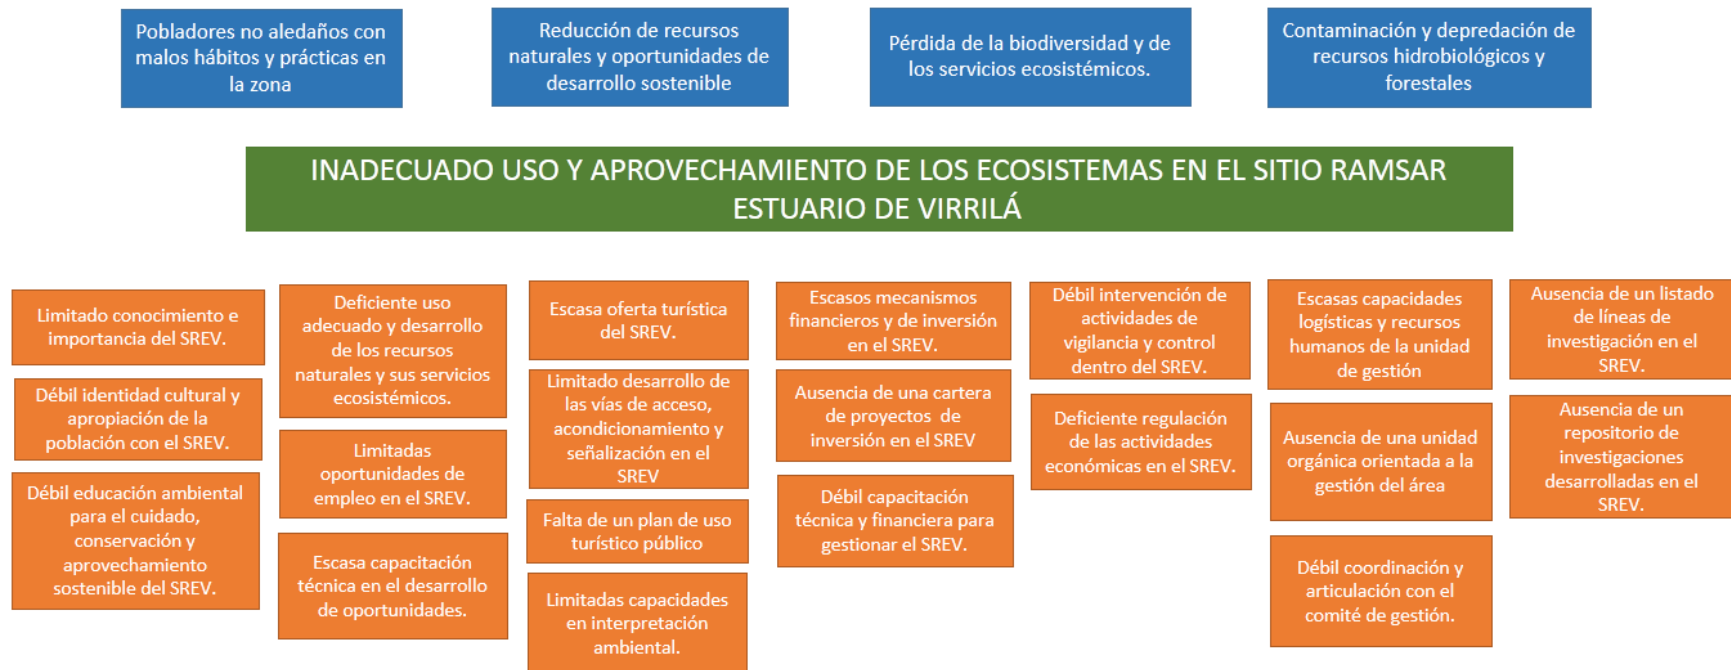 Pobladores no aledaños con
malos hábitos y prácticas en
la zona
Reducción de recursos
naturales y oportunidades de
desarrollo sostenible
Pérdida de la biodiversidad y de
los servicios ecosistémicos.
Contaminación y depredación de
recursos hidrobiológicos y
forestales
INADECUADO USO Y APROVECHAMIENTO DE LOS ECOSISTEMAS EN EL SITIO RAMSAR
ESTUARIO DE VIRRILÁ
Limitado conocimiento e
importancia del SREV.
Débil identidad cultural y
apropiación de la
población con el SREV.
Débil educación ambiental
para el cuidado,
conservación y
aprovechamiento
sostenible del SREV.
Deficiente uso
adecuado y desarrollo
de los recursos
naturales y sus servicios
ecosistémicos.
Limitadas
oportunidades de
empleo en el SREV.
Escasa capacitación
técnica en el desarrollo
de oportunidades.
Escasa oferta turística
del SREV.
Limitado desarrollo de
las vías de acceso,
acondicionamiento y
señalización en el
SREV
Falta de un plan de uso
turístico público
Limitadas capacidades
en interpretación
ambiental.
Escasos mecanismos
financieros y de inversión
en el SREV.
Ausencia de una cartera
de proyectos de
inversión en el SREV
Débil capacitación
técnica y financiera para
gestionar el SREV.
Débil intervención de
actividades de
vigilancia y control
dentro del SREV.
Deficiente regulación
de las actividades
económicas en el SREV.
Escasas capacidades
logísticas y recursos
humanos de la unidad
de gestión
Ausencia de una unidad
orgánica orientada a la
gestión del área
Débil coordinación y
articulación con el
comité de gestión.
Ausencia de un listado
de líneas de
investigación en el
SREV.
Ausencia de un
repositorio de
investigaciones
desarrolladas en el
SREV.